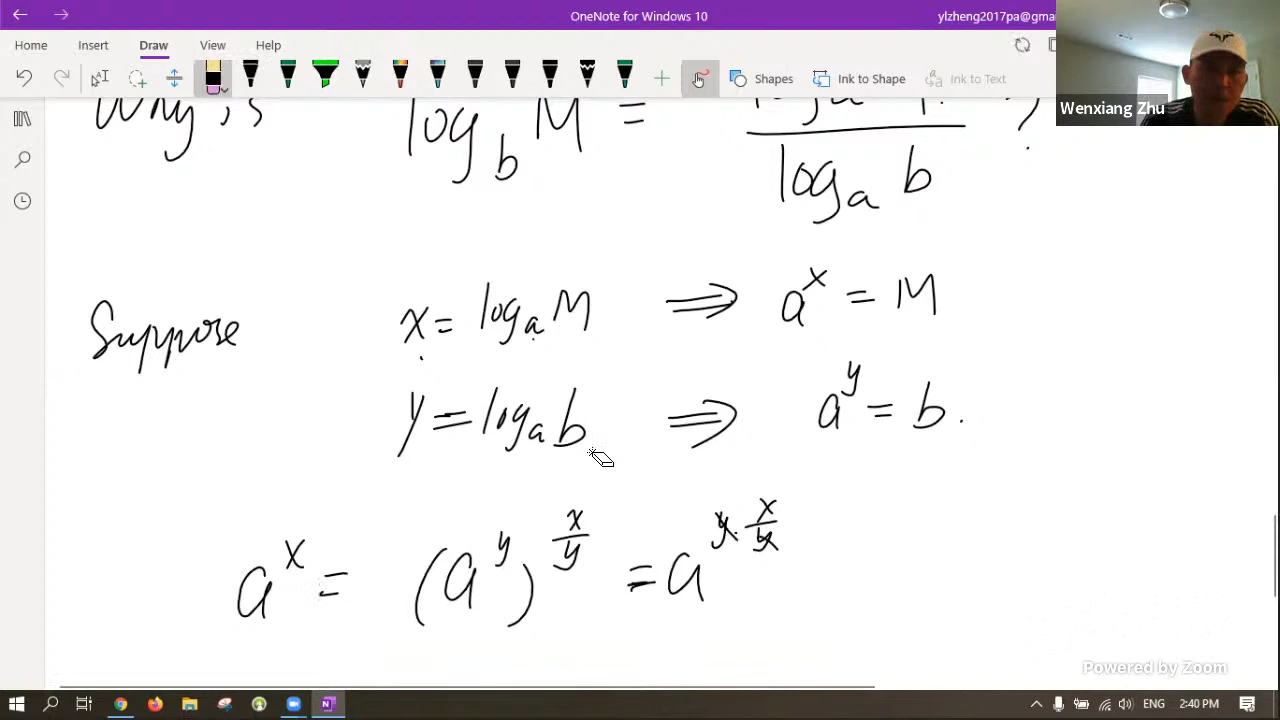 OneNote for Windows 10
ylzheng2017pa@gma
Home Insert Draw View Help
Shapes Ink to Shape Ink to Text
Wenxiang Zhu
Why is log_b M = / log_a b ?
Suppose x = log_a M ⟹ a^x = M
y = log_a b ⟹ a^y = b.
a^x = (a^y)^(x/y) = a^(y·x/y)
Powered by Zoom
ENG 2:40 PM